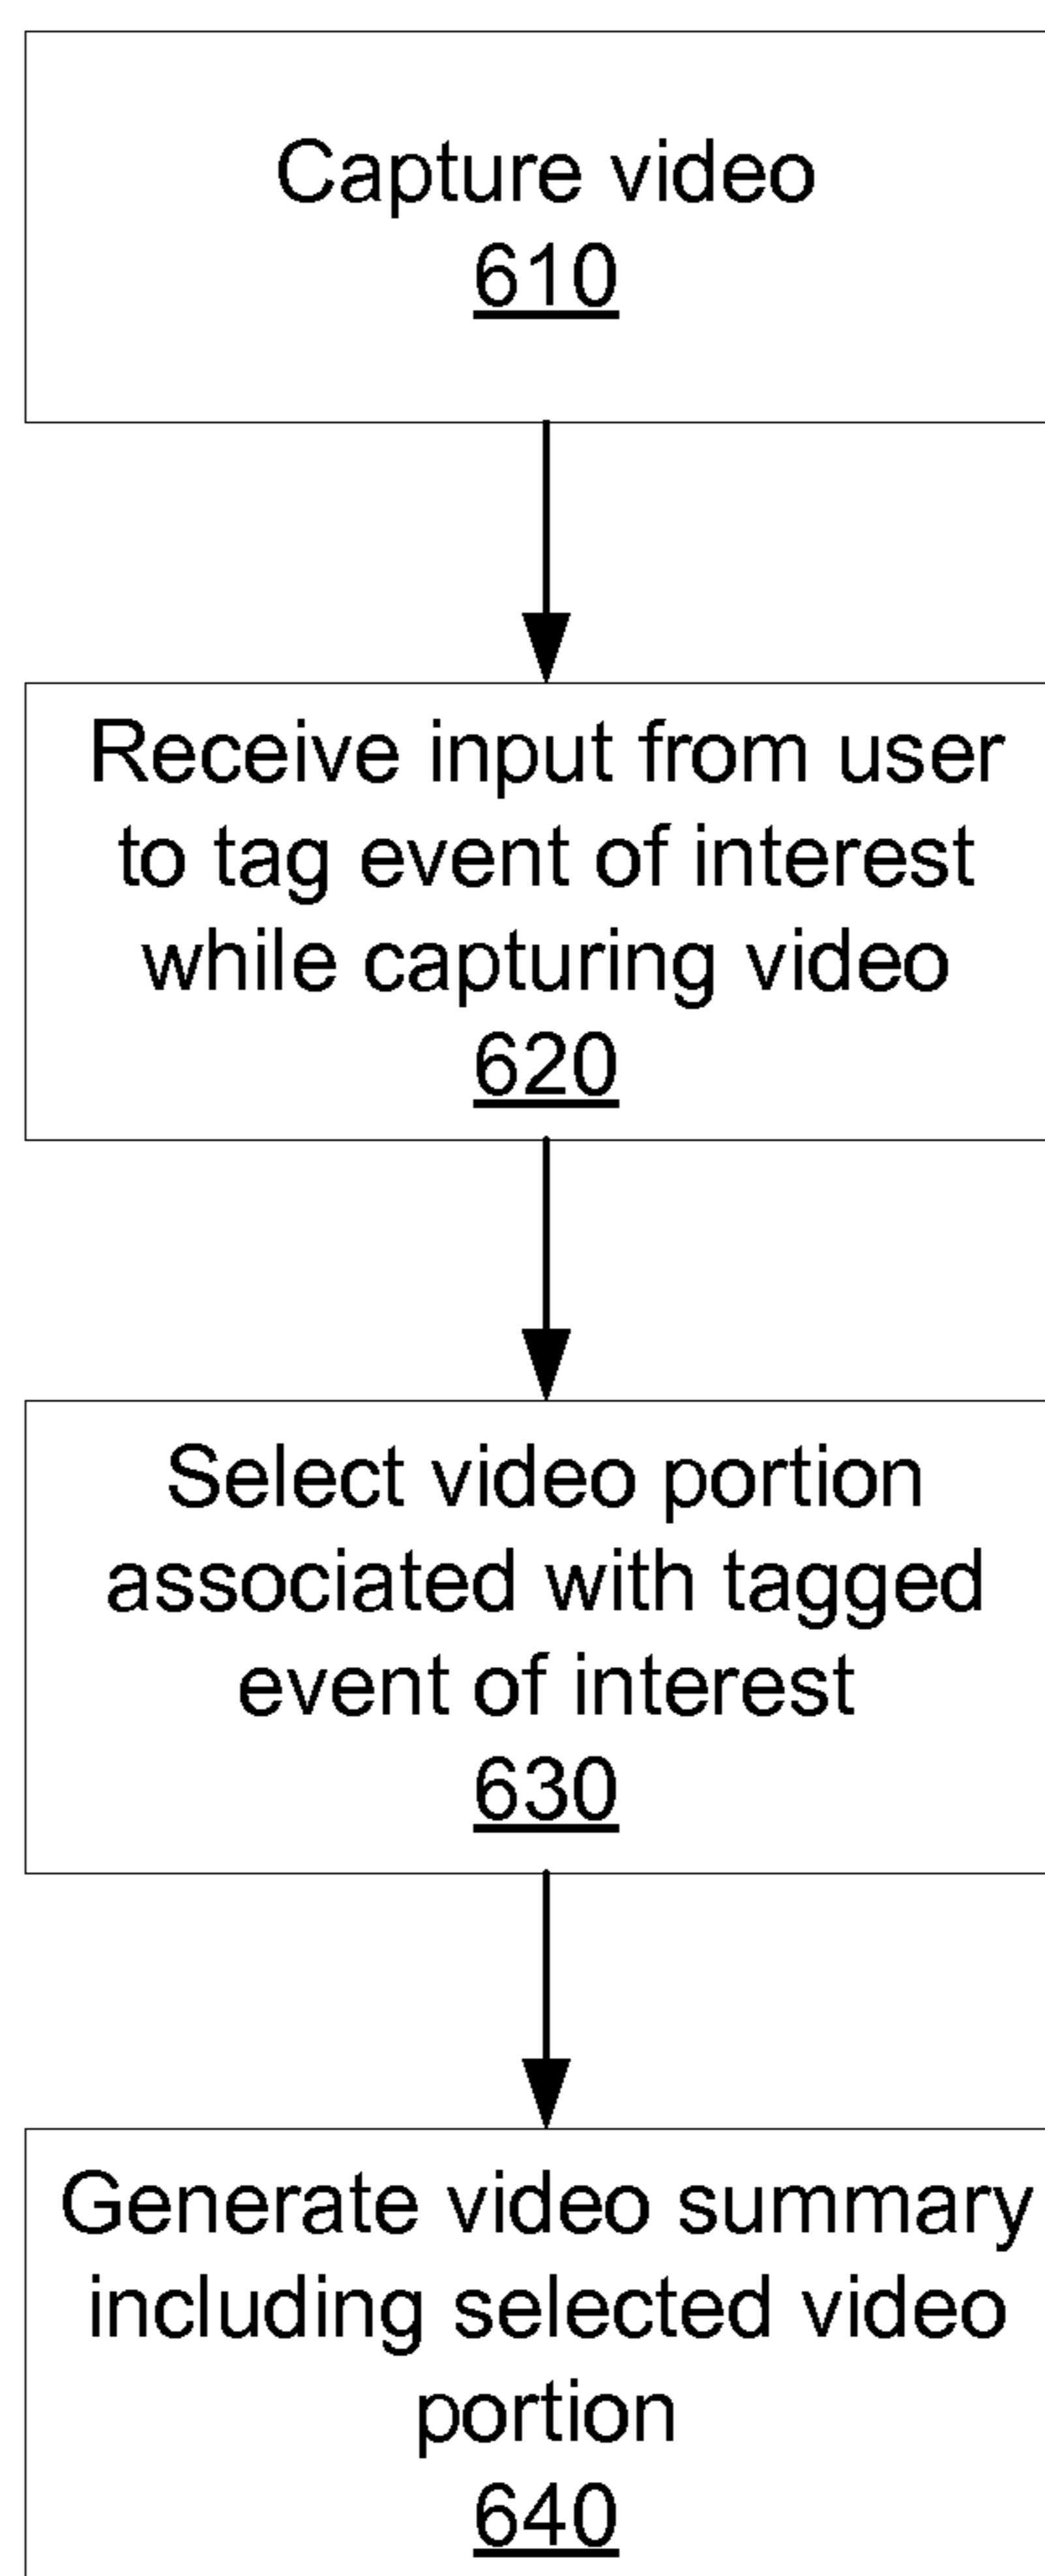 Capture video
610
Receive input from user
to tag event of interest
while capturing video
620
Select video portion
associated with tagged
event of interest
630
Generate video summary
including selected video
portion
640